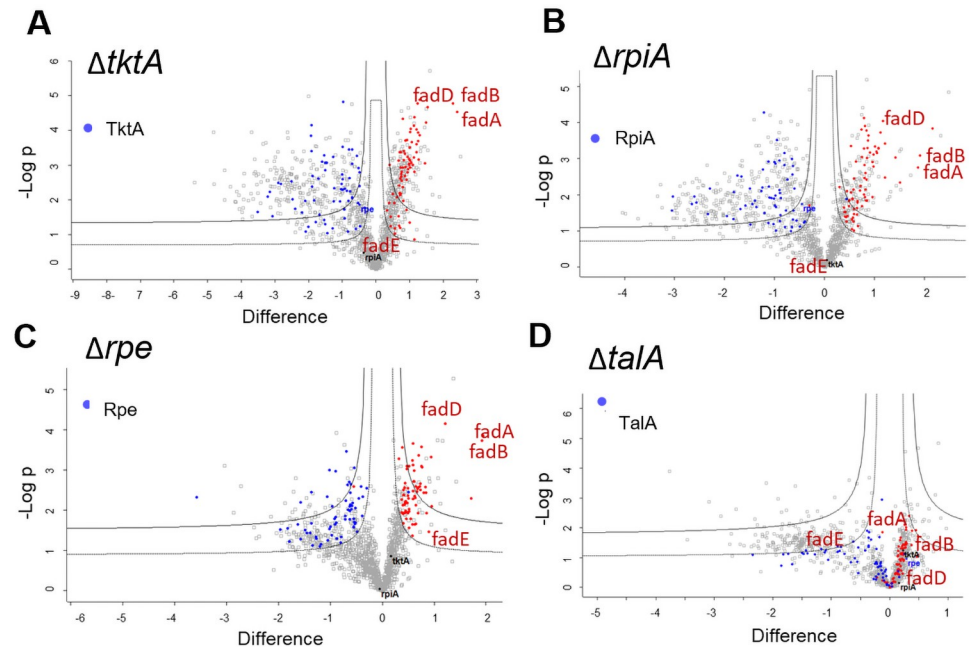 A
ΔtktA
TktA
fadD fadB
fadA
rpe
fadE
rpiA
-Log p
5
4
3
2
1
0
-9 -8 -7 -6 -5 -4 -3 -2 -1 0 1 2 3
Difference
B
ΔrpiA
RpiA
fadD
fadB
fadA
rpe
fadE
tktA
-Log p
5
4
3
2
1
0
-4 -3 -2 -1 0 1 2
Difference
C
Δrpe
Rpe
fadD
fadA
fadB
fadE
tktA
rpiA
-Log p
5
4
3
2
1
0
-6 -5 -4 -3 -2 -1 0 1 2
Difference
D
ΔtalA
TalA
fadA
fadE
fadB
tktA
rpe
fadD
rpiA
-Log p
6
5
4
3
2
1
0
-5 -4 -3 -2 -1 0 1
Difference